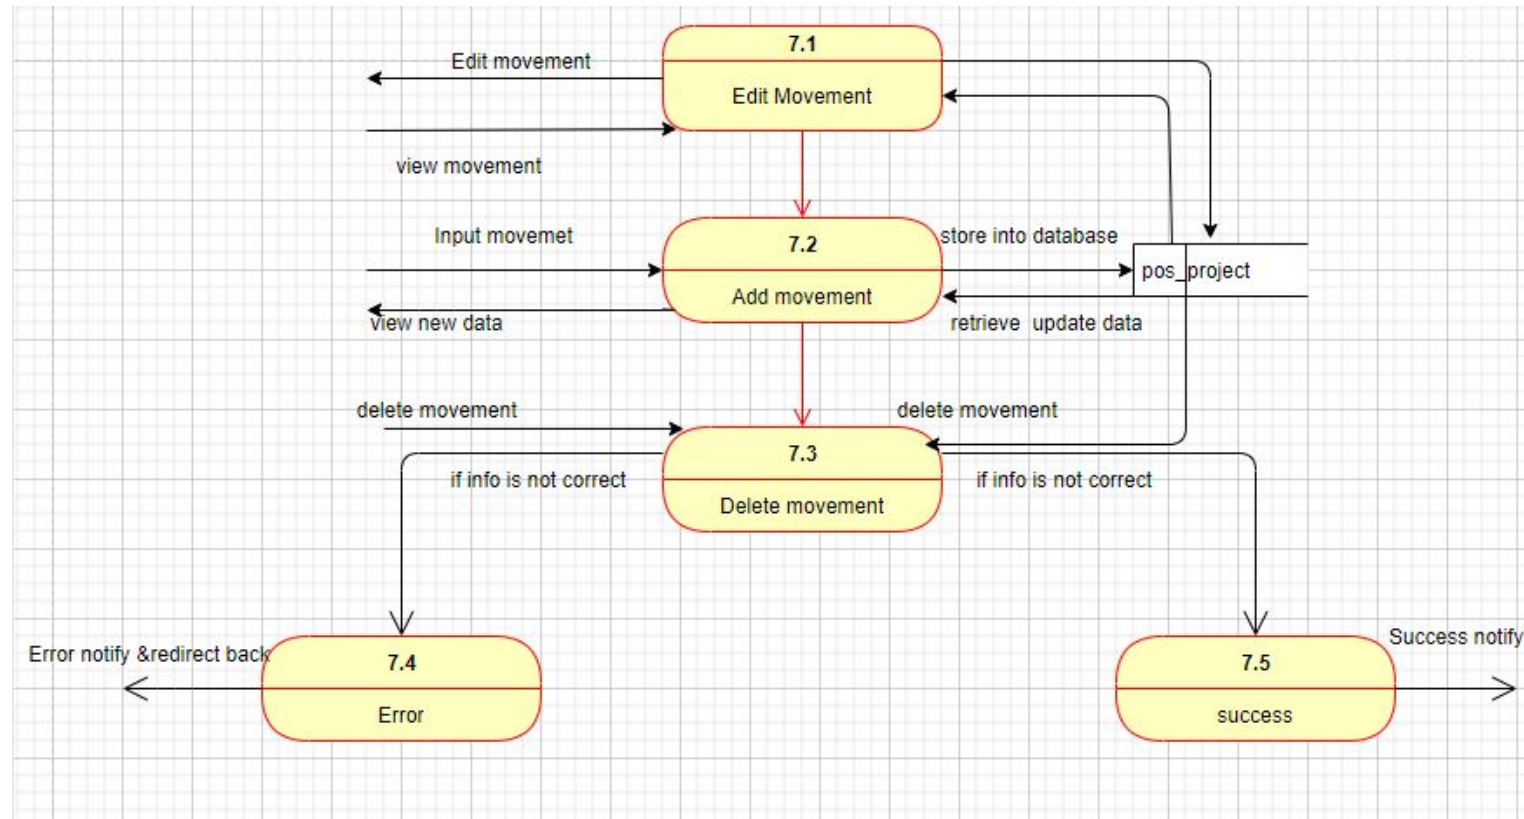 7.1
Edit movement
Edit Movement
view movement
Input movemet
7.2
store into database
pos_project
Add movement
view new data
retrieve update data
delete movement
delete movement
7.3
if info is not correct
if info is not correct
Delete movement
Error notify &redirect back
7.4
7.5
Success notify
Error
success